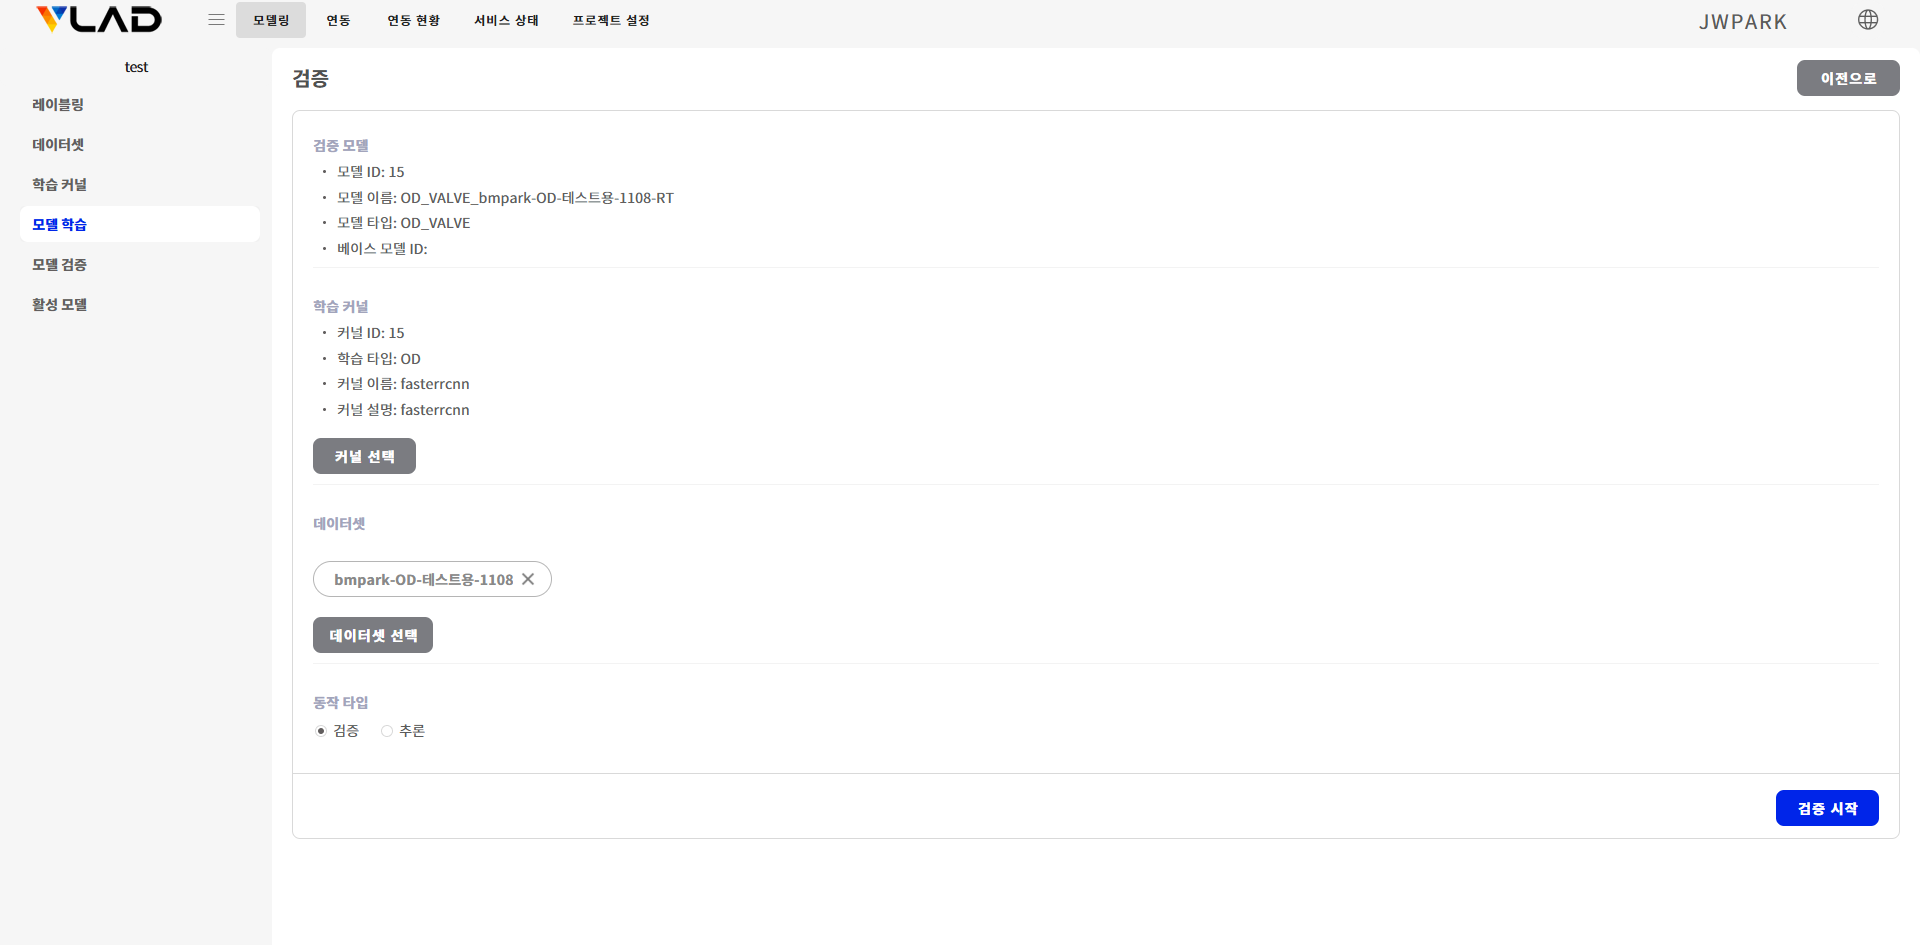 VLAD
모델링
연동
연동 현황
서비스 상태
프로젝트 설정
JWPARK
test
레이블링
데이터셋
학습 커널
모델 학습
모델 검증
활성 모델
검증
이전으로
검증 모델
· 모델 ID: 15
· 모델 이름: OD_VALVE_bmpark-OD-테스트용-1108-RT
· 모델 타입: OD_VALVE
· 베이스 모델 ID:
학습 커널
· 커널 ID: 15
· 학습 타입: OD
· 커널 이름: fasterrcnn
· 커널 설명: fasterrcnn
커널 선택
데이터셋
bmpark-OD-테스트용-1108
데이터셋 선택
동작 타입
검증 추론
검증 시작